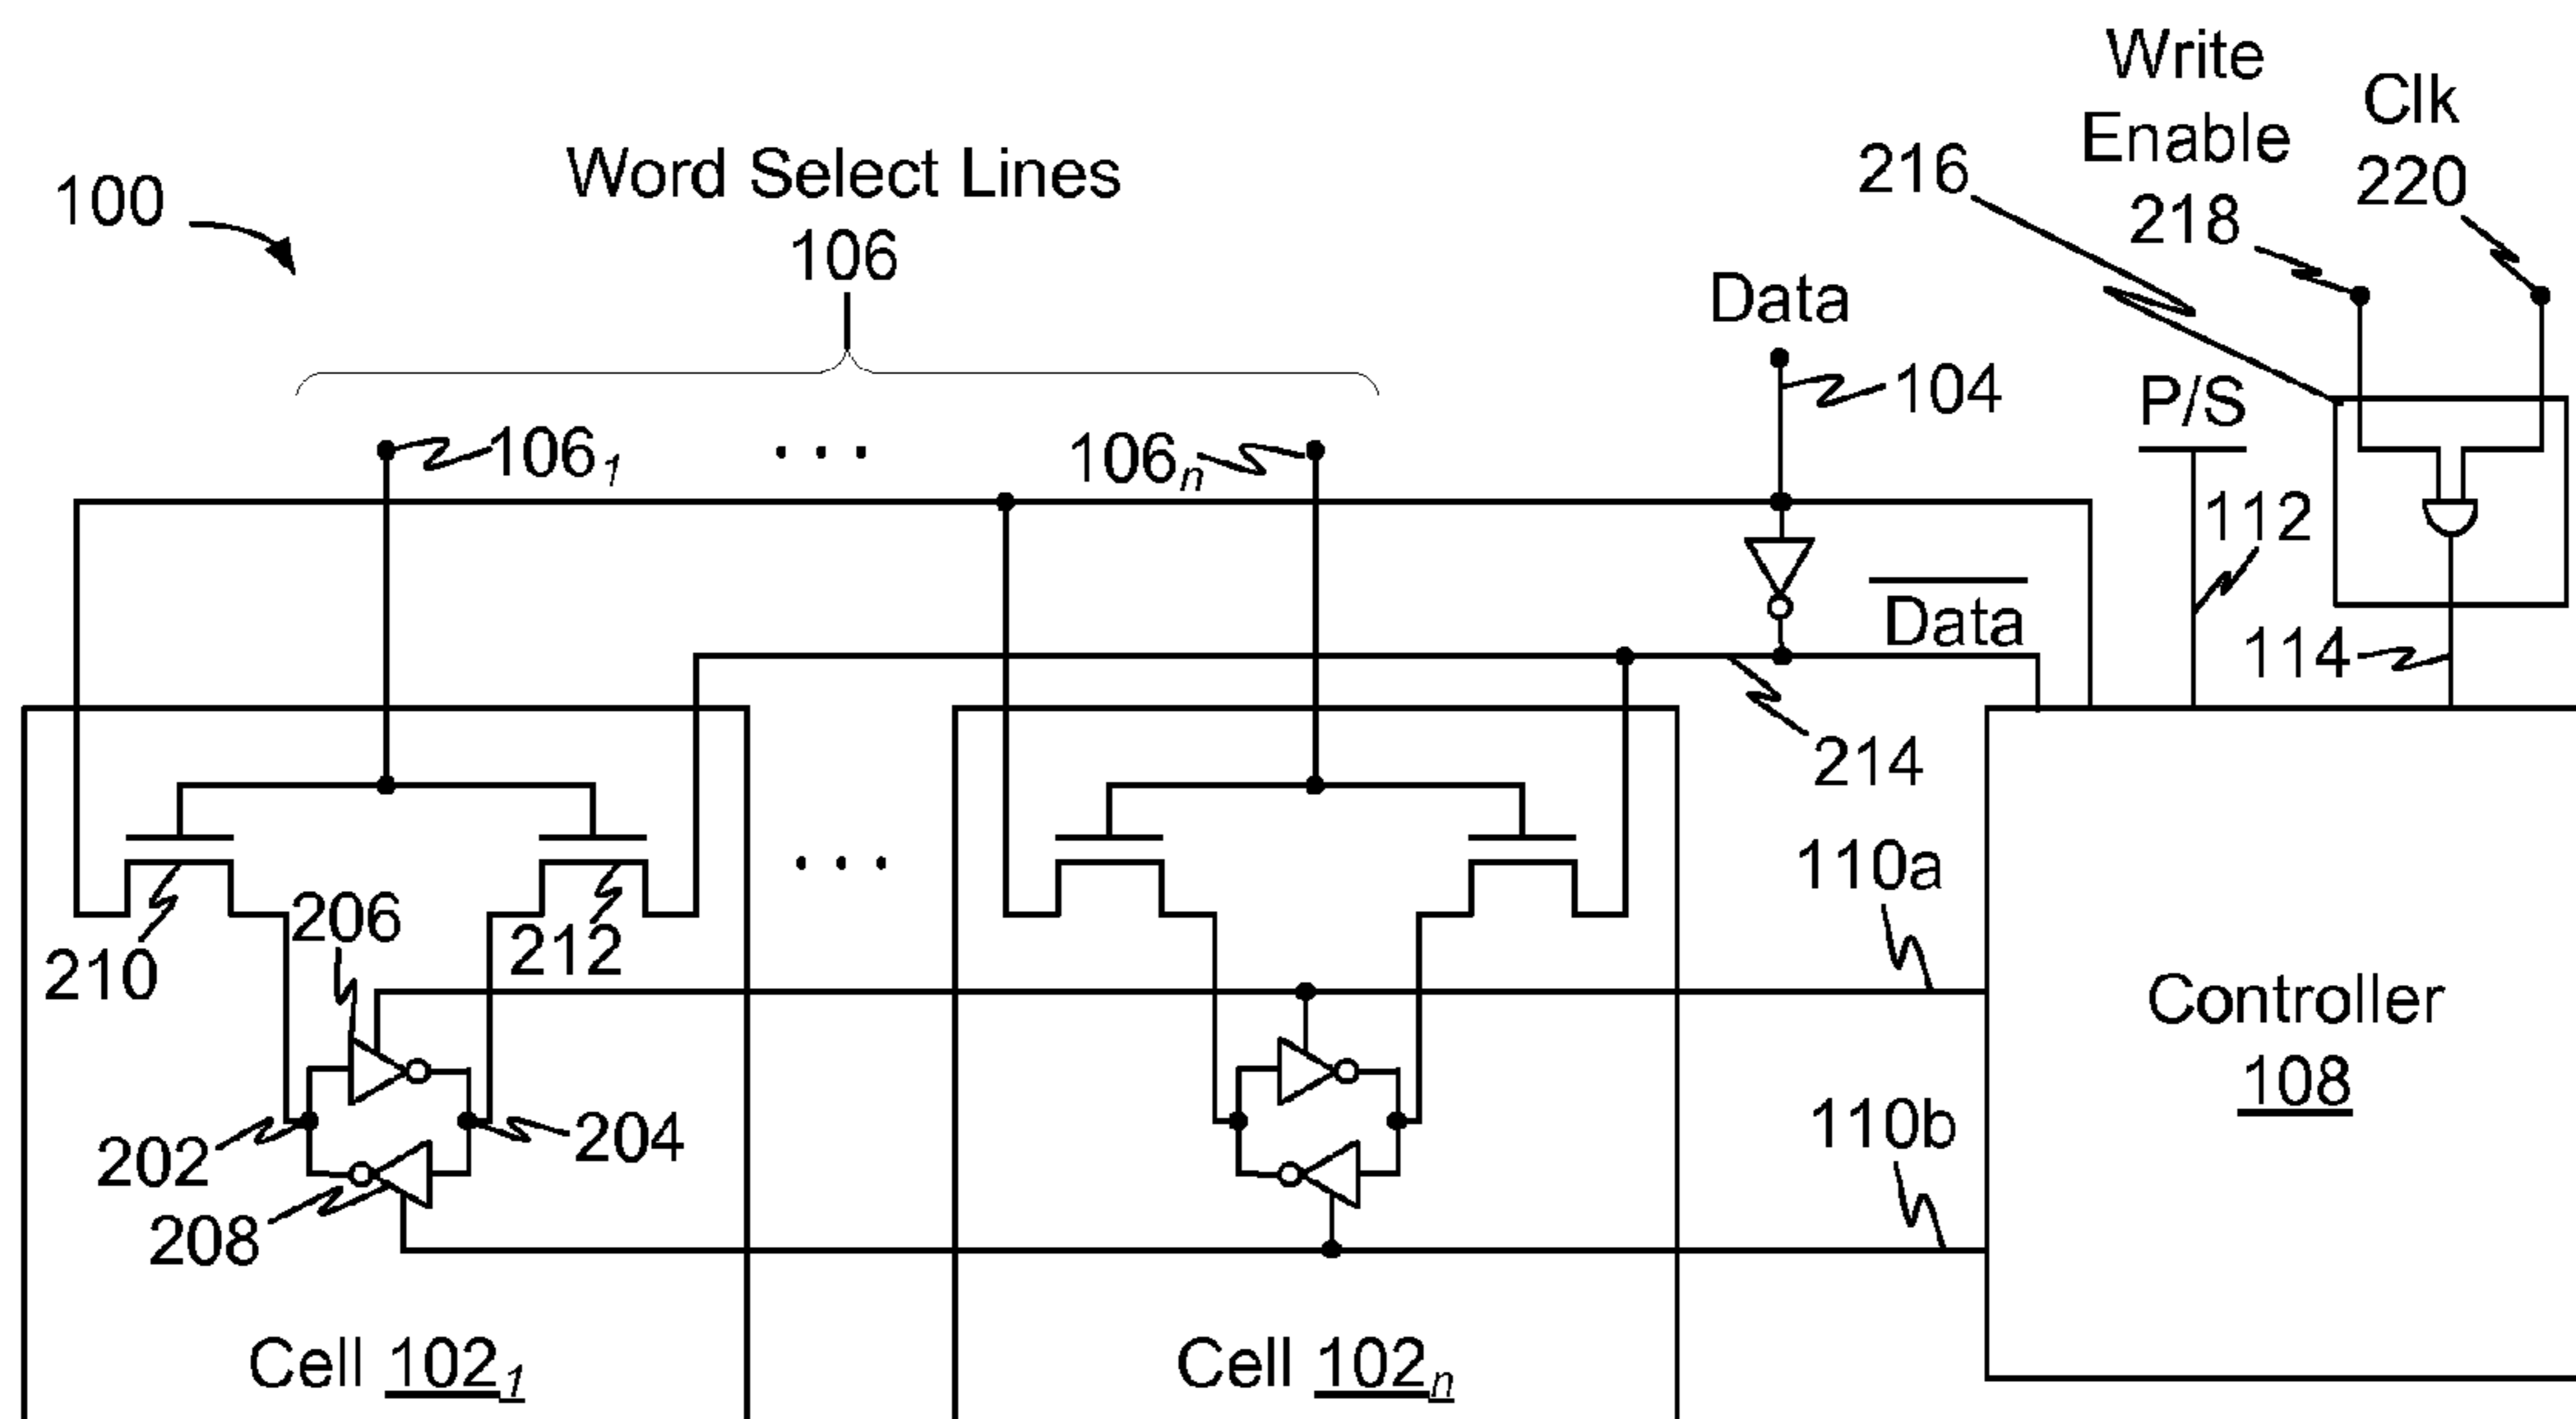 Write
Enable
218
Clk
220
216
Word Select Lines
106
100
Data
104
P/S
106₁
. . .
106ₙ
112
Data
114
214
. . .
110a
206
210
212
Controller
108
202
204
110b
208
Cell 102₁
Cell 102ₙ